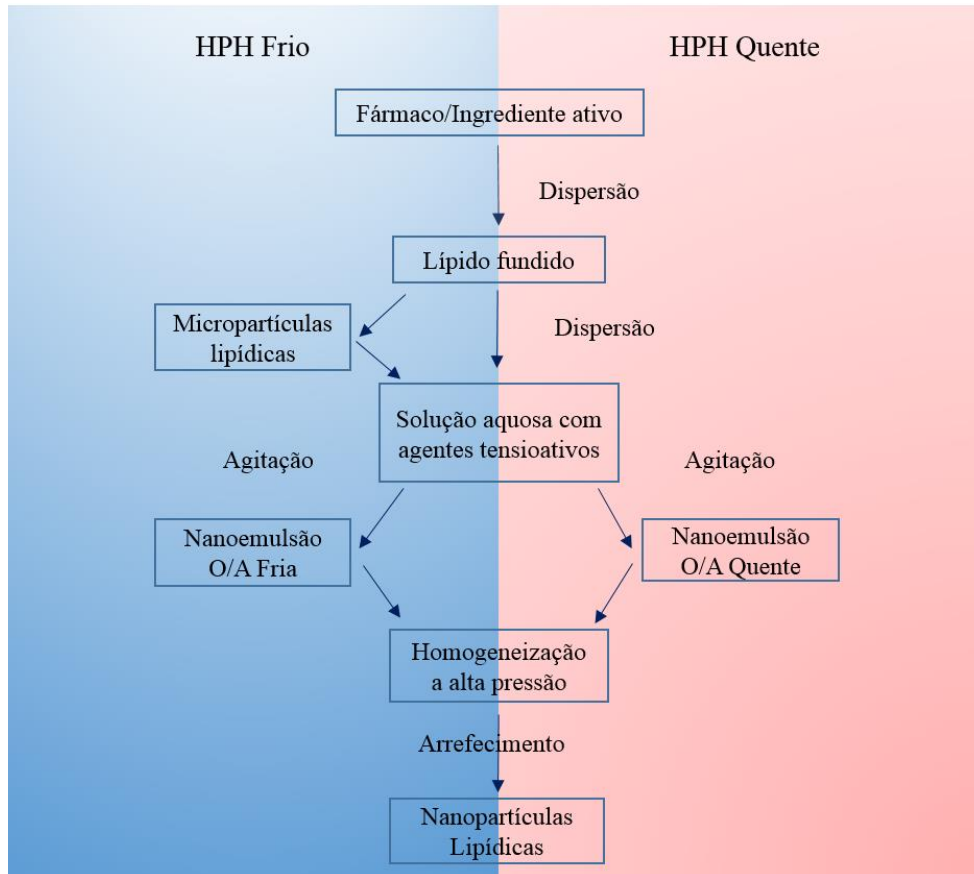 HPH Frio
HPH Quente
Fármaco/Ingrediente ativo
Dispersão
Lípido fundido
Micropartículas
lipídicas
Dispersão
Solução aquosa com
agentes tensioativos
Agitação
Agitação
Nanoemulsão
O/A Fria
Nanoemulsão
O/A Quente
Homogeneização
a alta pressão
Arrefecimento
Nanopartículas
Lipídicas